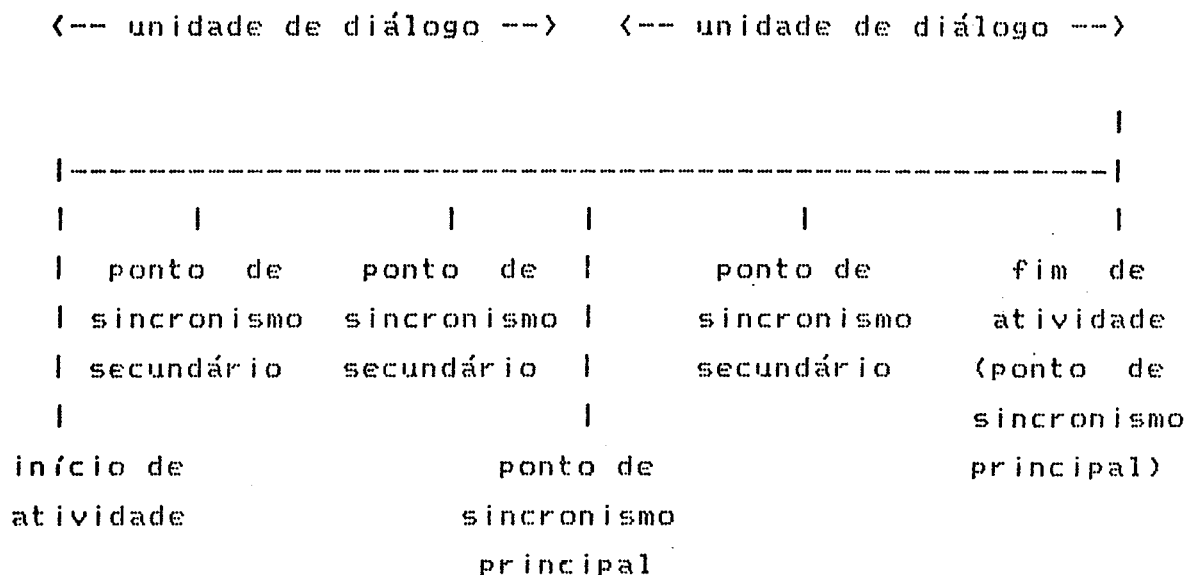 <-- unidade de diálogo --> <-- unidade de diálogo -->
ponto de ponto de ponto de fim de
sincronismo sincronismo sincronismo atividade
secundário secundário secundário (ponto de
sincronismo
início de ponto de principal)
atividade sincronismo
principal